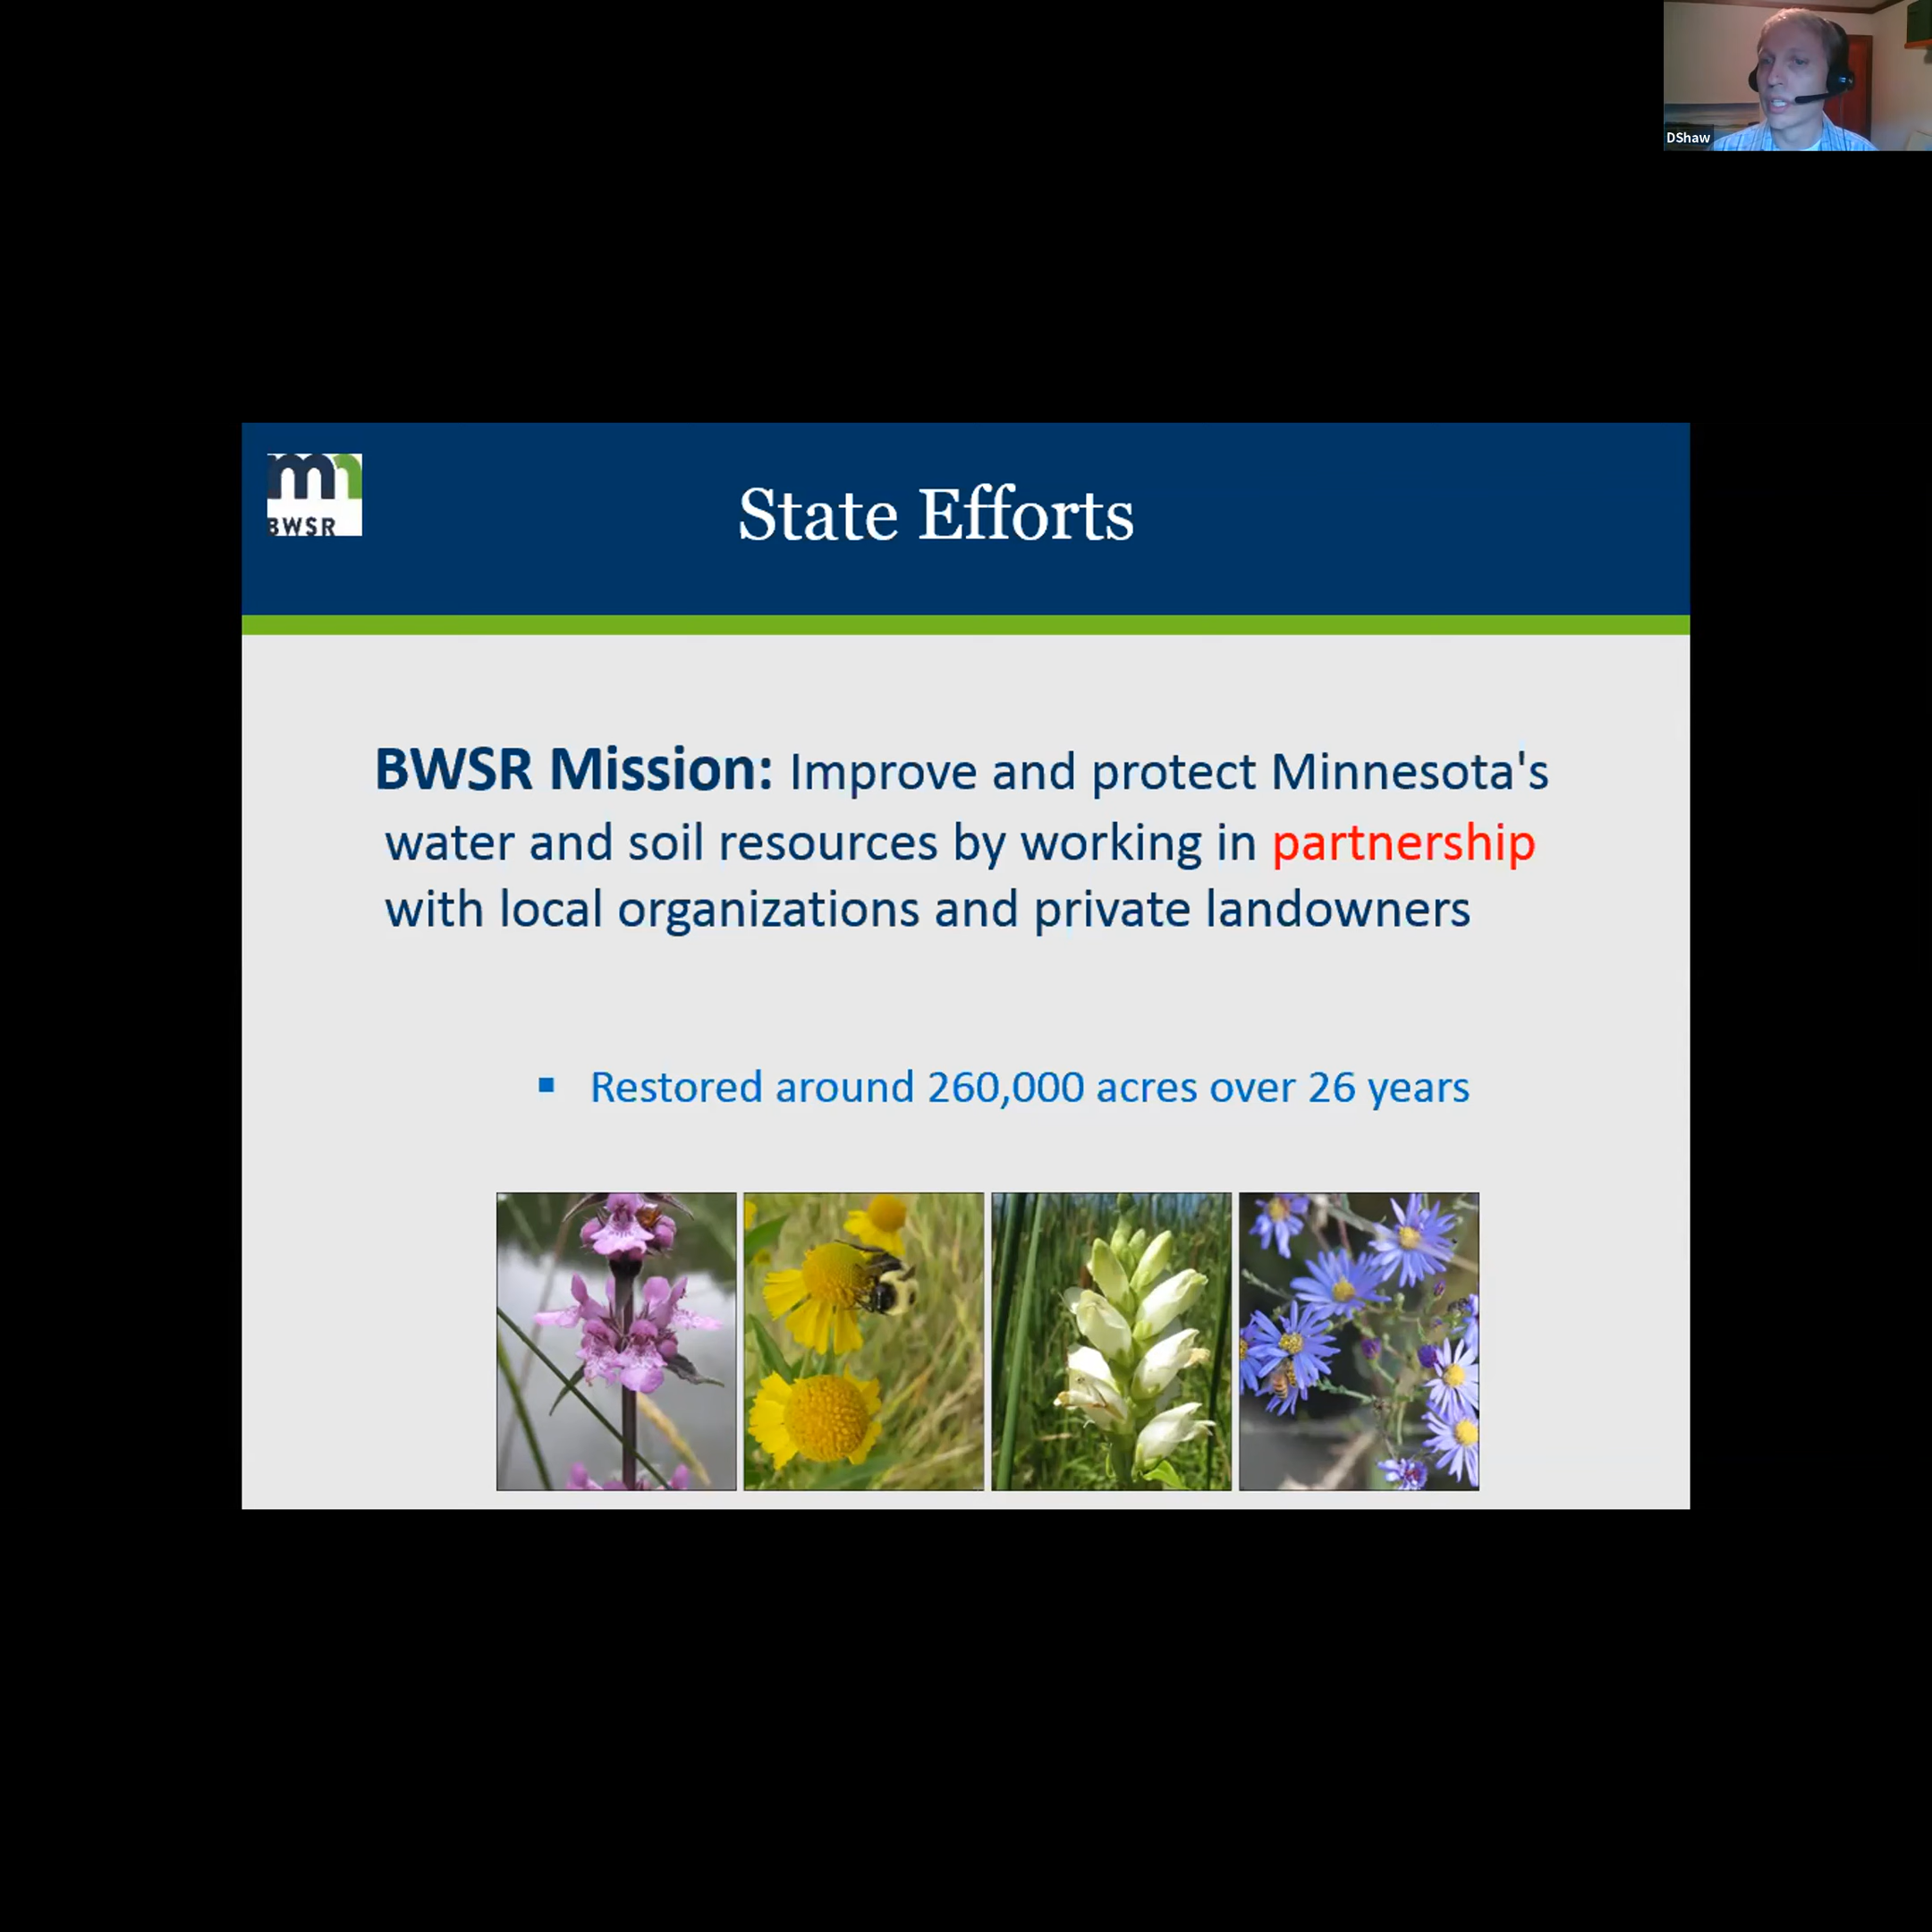 DShaw
mn
BWSR
State Efforts
BWSR Mission: Improve and protect Minnesota's
water and soil resources by working in partnership
with local organizations and private landowners
▪ Restored around 260,000 acres over 26 years